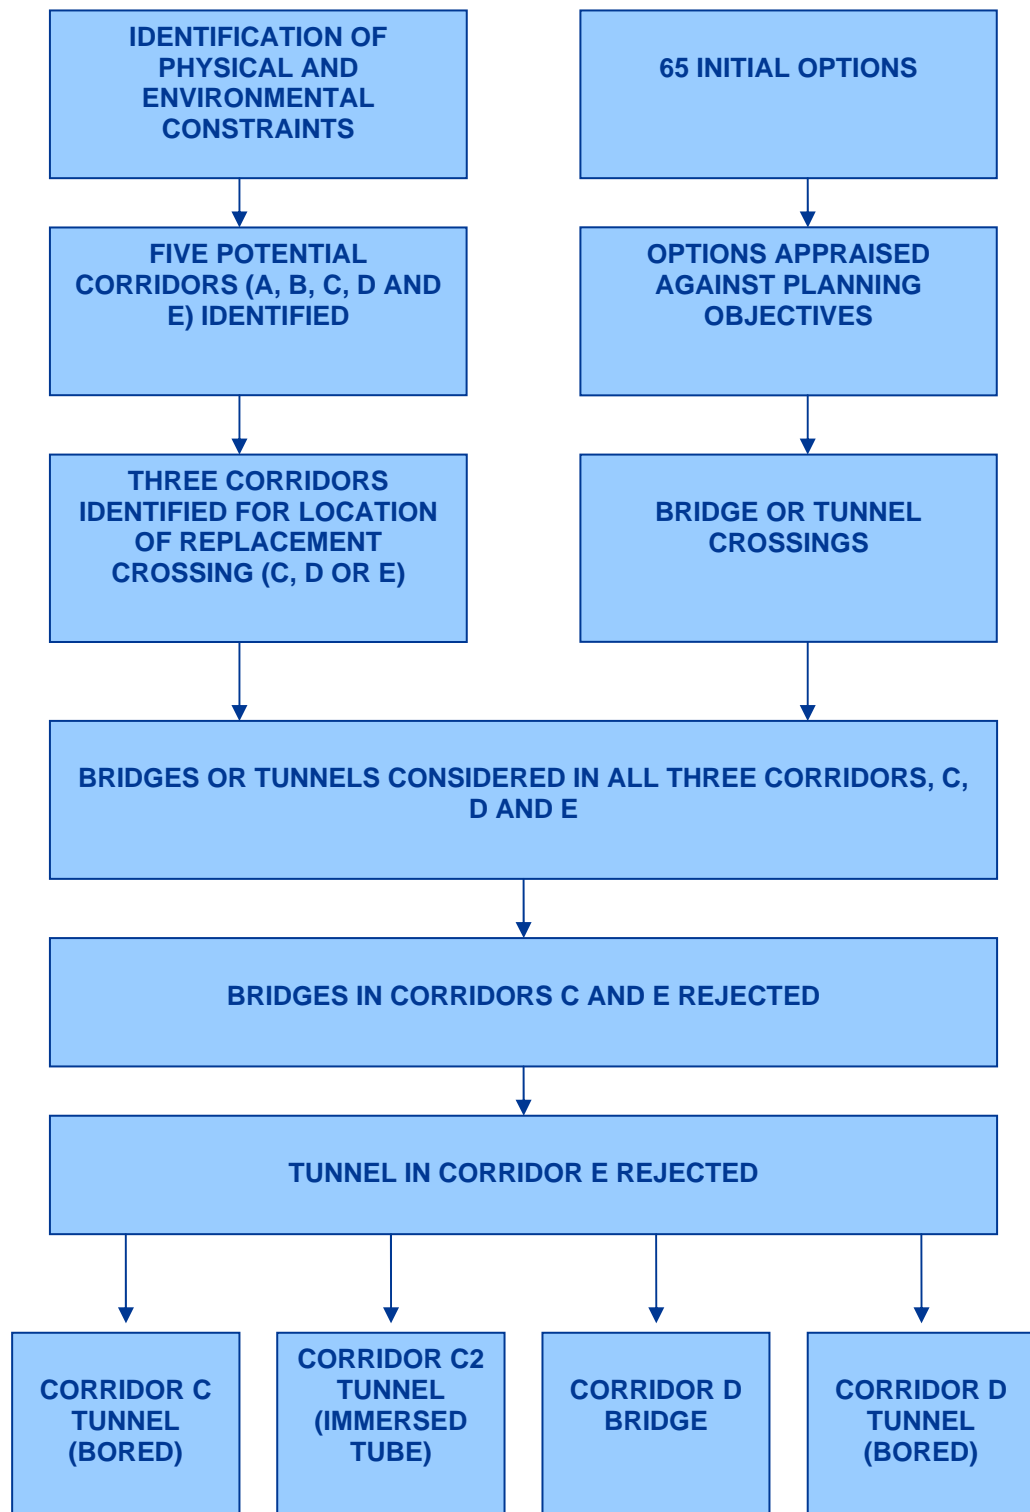 IDENTIFICATION OF
PHYSICAL AND
ENVIRONMENTAL
CONSTRAINTS
65 INITIAL OPTIONS
FIVE POTENTIAL
CORRIDORS (A, B, C, D AND
E) IDENTIFIED
OPTIONS APPRAISED
AGAINST PLANNING
OBJECTIVES
THREE CORRIDORS
IDENTIFIED FOR LOCATION
OF REPLACEMENT
CROSSING (C, D OR E)
BRIDGE OR TUNNEL
CROSSINGS
BRIDGES OR TUNNELS CONSIDERED IN ALL THREE CORRIDORS, C,
D AND E
BRIDGES IN CORRIDORS C AND E REJECTED
TUNNEL IN CORRIDOR E REJECTED
CORRIDOR C
TUNNEL
(BORED)
CORRIDOR C2
TUNNEL
(IMMERSED
TUBE)
CORRIDOR D
BRIDGE
CORRIDOR D
TUNNEL
(BORED)